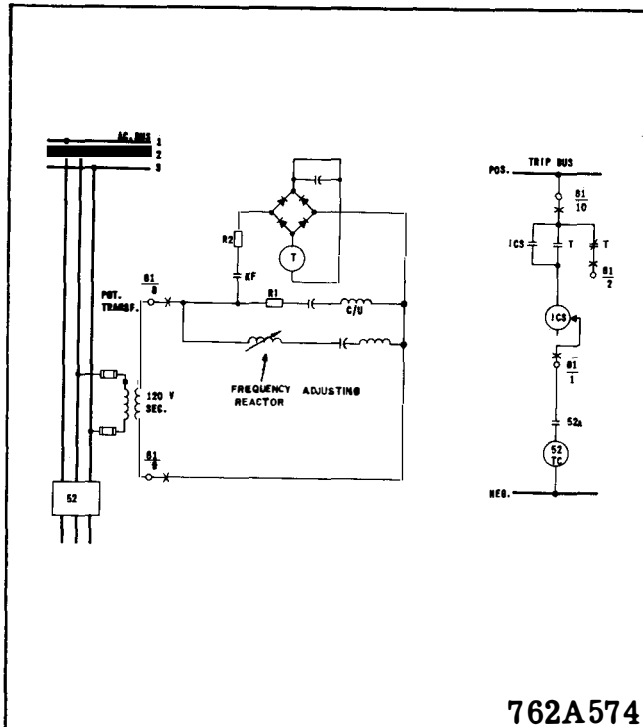 AC. BUS
1
2
3
R2
T
KF
81
8
POT.
TRANSF.
R1
C/U
FREQUENCY ADJUSTING
REACTOR
120 V
SEC.
81
9
52
TRIP BUS
POS.
81
10
ICS
T
T
81
2
ICS
81
1
52A
52
TC
NEG.
762A574